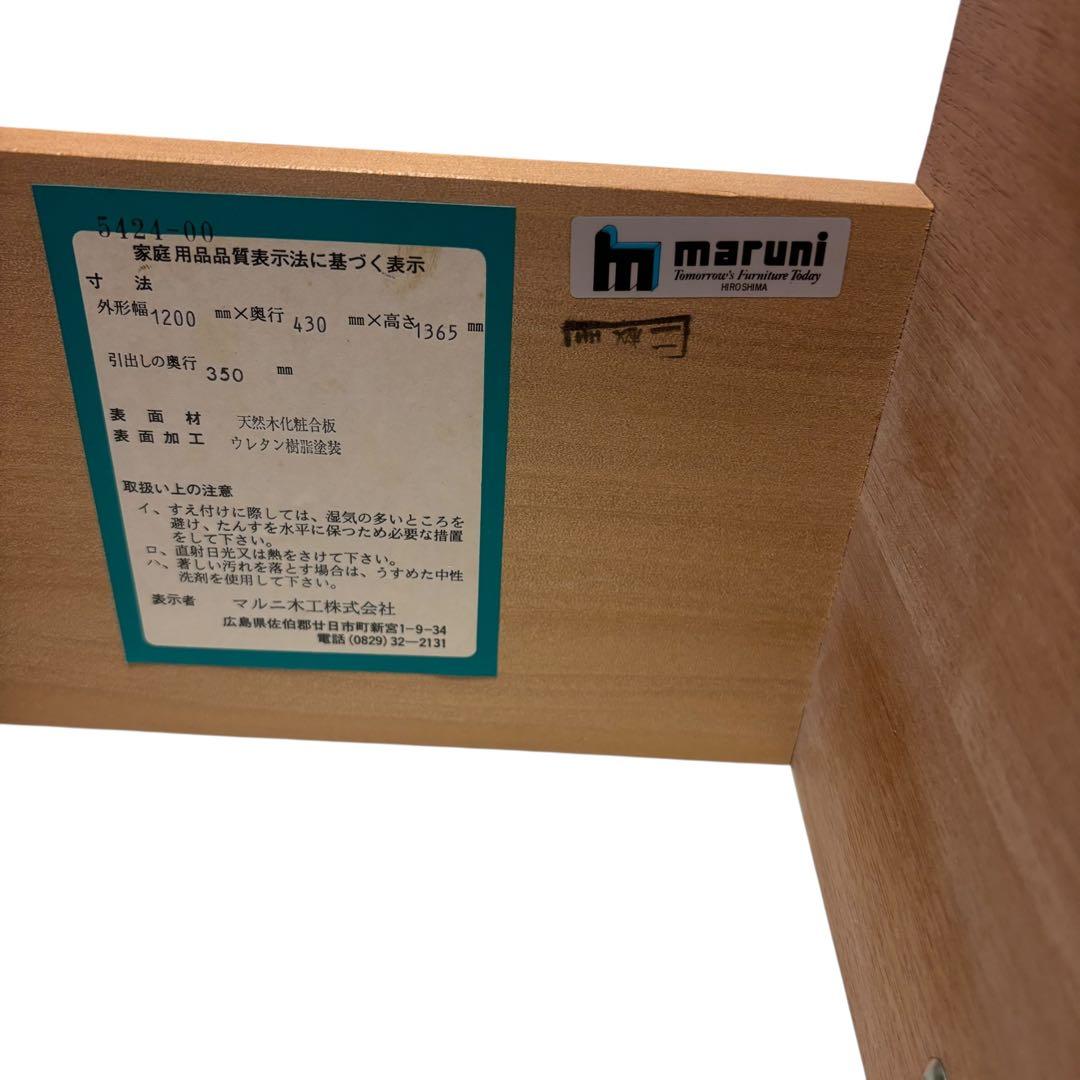 5424-00
家庭用品品質表示法に基づく表示
寸 法
外形幅1200 mm×奥行 430 mm×高さ1365 mm
引出しの奥行 350 mm
表 面 材 天然木化粧合板
表面加工 ウレタン樹脂塗装
取扱い上の注意
イ、すえ付けに際しては、湿気の多いところを
避け、たんすを水平に保つため必要な措置
をして下さい。
ロ、直射日光又は熱をさけて下さい。
ハ、著しい汚れを落とす場合は、うすめた中性
洗剤を使用して下さい。
表示者 マルニ木工株式会社
広島県佐伯郡廿日市町新宮1-9-34
電話(0829)32―2131
maruni
Tomorrow's Furniture Today
HIROSHIMA